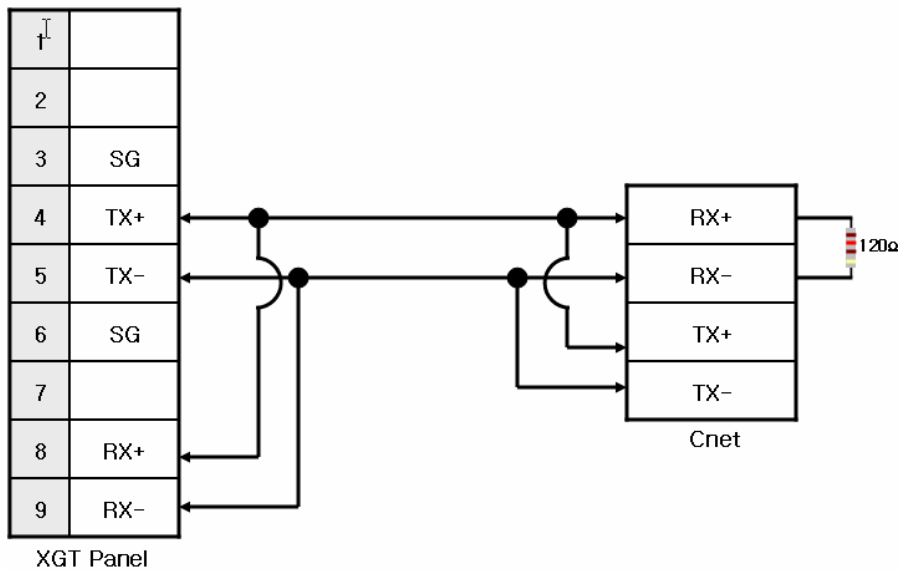 1
2
3 SG
4 TX+
5 TX-
6 SG
7
8 RX+
9 RX-
XGT Panel
RX+
RX-
TX+
TX-
Cnet
120Ω